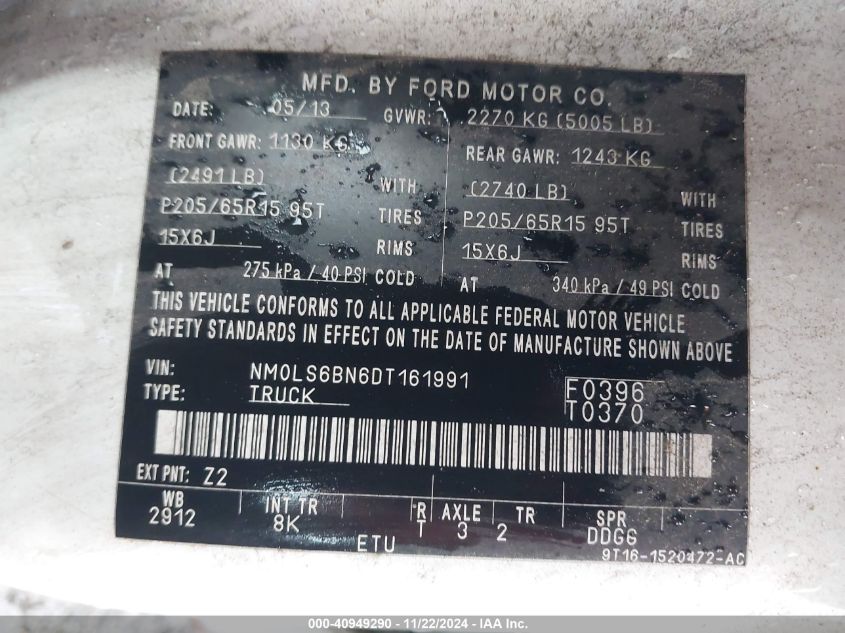 MFD. BY FORD MOTOR CO.
DATE: 05/13 GVWR: 2270 KG (5005 LB)
FRONT GAWR: 1130 KG REAR GAWR: 1243 KG
(2491 LB) WITH (2740 LB) WITH
P205/65R15 95T TIRES P205/65R15 95T TIRES
15X6J RIMS 15X6J RIMS
AT 275 kPa / 40 PSI COLD AT 340 kPa / 49 PSI COLD
THIS VEHICLE CONFORMS TO ALL APPLICABLE FEDERAL MOTOR VEHICLE
SAFETY STANDARDS IN EFFECT ON THE DATE OF MANUFACTURE SHOWN ABOVE
VIN: NM0LS6BN6DT161991 F0396
TYPE: TRUCK T0370
EXT PNT: Z2
WB INT TR R AXLE TR SPR
2912 8K T 3 2 DDGG
ETU 9T16-1520472-AC
000-40949290 - 11/22/2024 - IAA Inc.